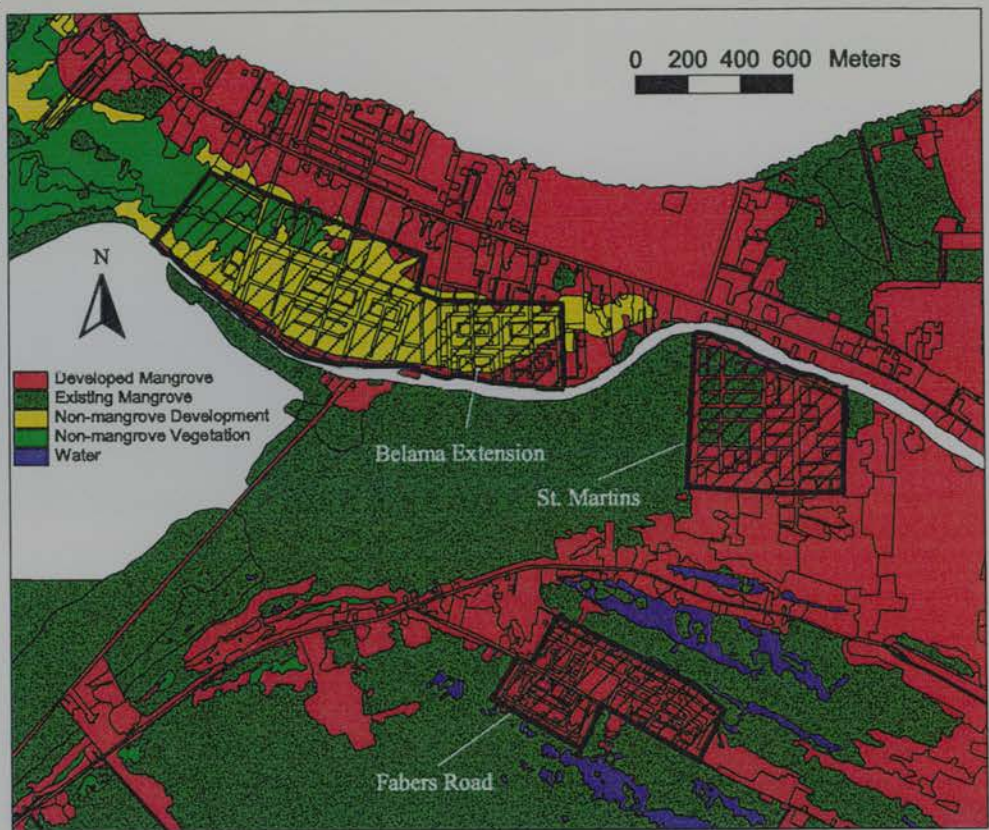 0 200 400 600 Meters
N
Developed Mangrove
Existing Mangrove
Non-mangrove Development
Non-mangrove Vegetation
Water
Belama Extension
St. Martins
Fabers Road